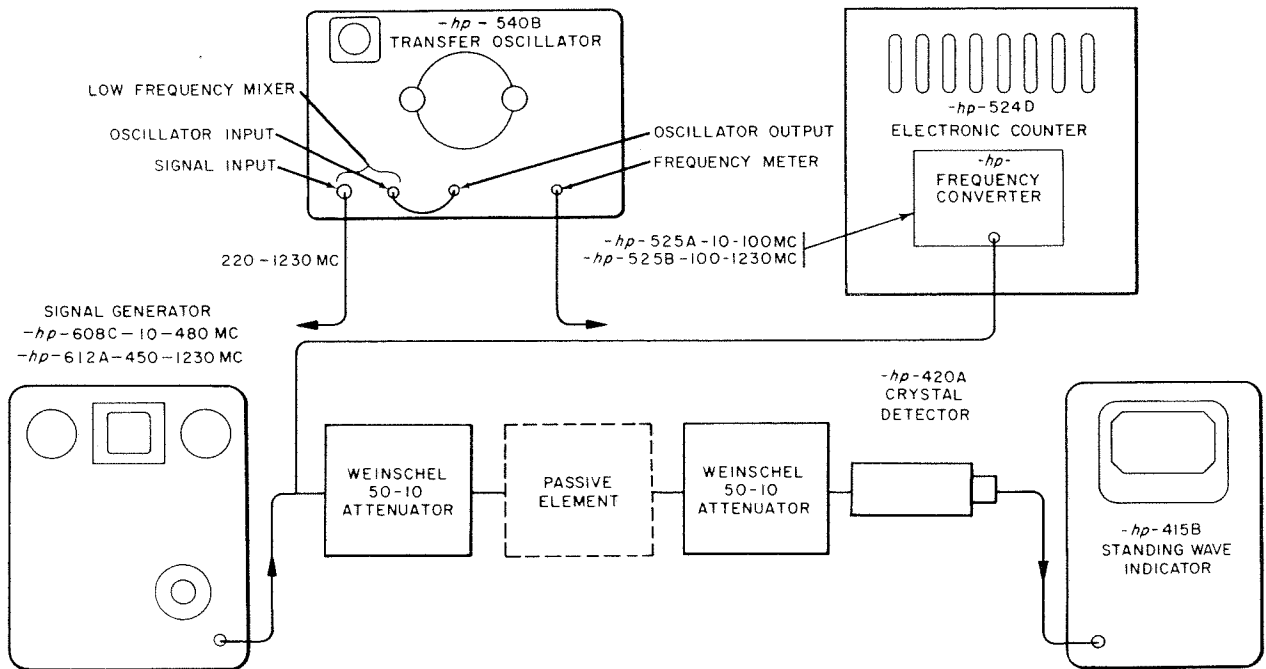 -hp- 540B
TRANSFER OSCILLATOR
LOW FREQUENCY MIXER
OSCILLATOR INPUT
SIGNAL INPUT
OSCILLATOR OUTPUT
FREQUENCY METER
220-1230 MC
-hp-524D
ELECTRONIC COUNTER
-hp-
FREQUENCY
CONVERTER
-hp-525A-10-100MC
-hp-525B-100-1230MC
SIGNAL GENERATOR
-hp-608C-10-480 MC
-hp-612A-450-1230 MC
WEINSCHEL
50-10
ATTENUATOR
PASSIVE
ELEMENT
WEINSCHEL
50-10
ATTENUATOR
-hp-420A
CRYSTAL
DETECTOR
-hp-415B
STANDING WAVE
INDICATOR